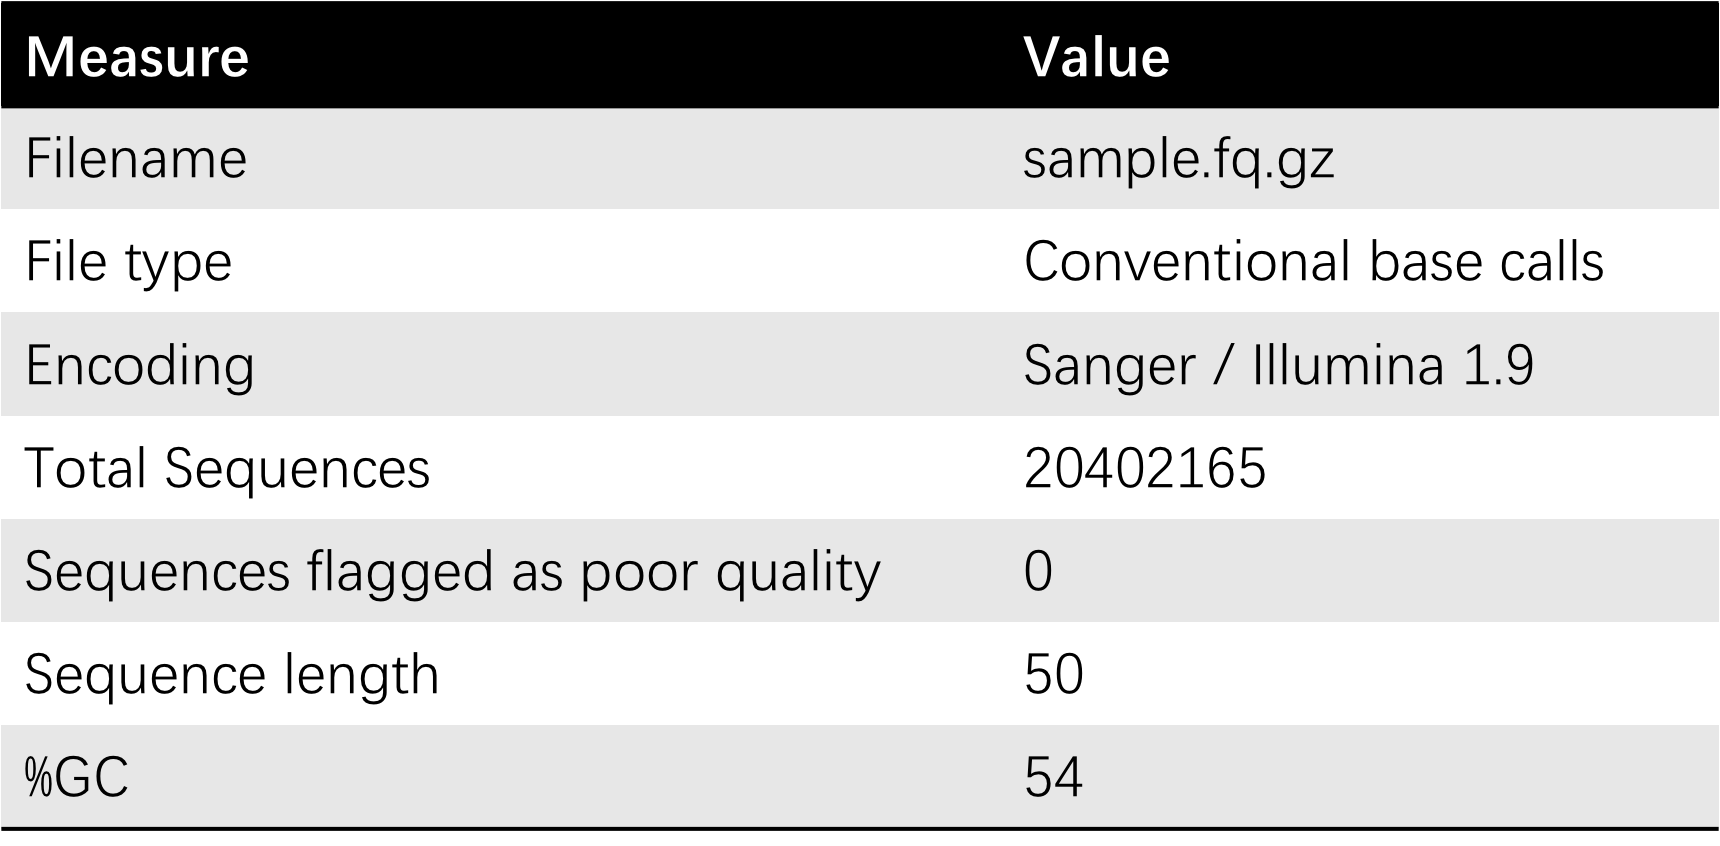 Measure Value
Filename sample.fq.gz
File type Conventional base calls
Encoding Sanger / Illumina 1.9
Total Sequences 20402165
Sequences flagged as poor quality 0
Sequence length 50
%GC 54